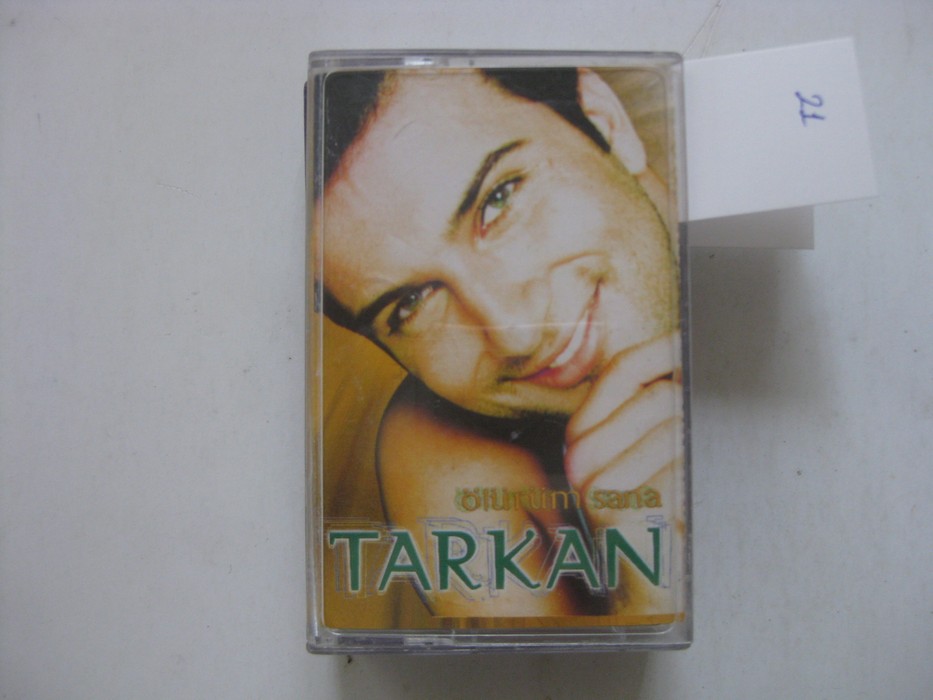 21
ölürüm sana
TARKAN